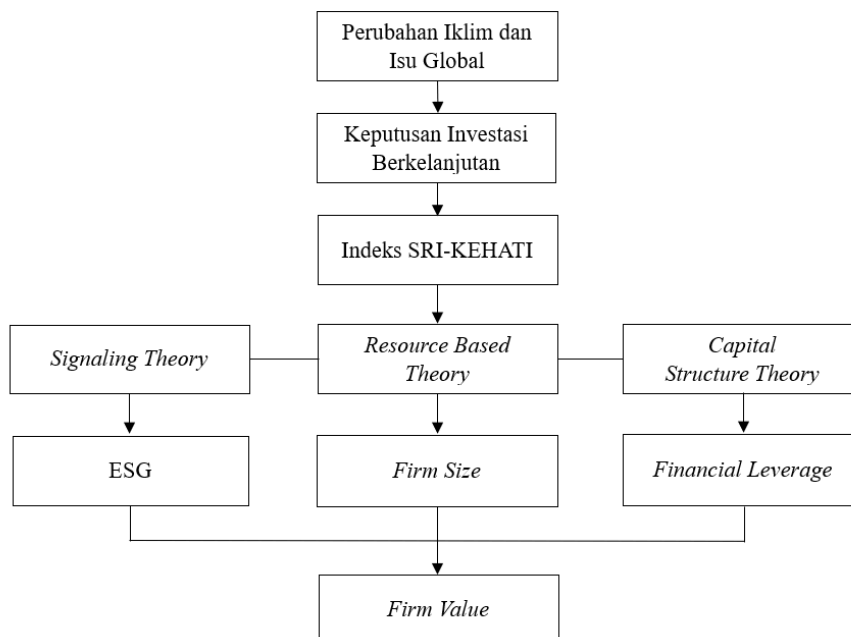 Perubahan Iklim dan
Isu Global
Keputusan Investasi
Berkelanjutan
Indeks SRI-KEHATI
Signaling Theory
Resource Based
Theory
Capital
Structure Theory
ESG
Firm Size
Financial Leverage
Firm Value